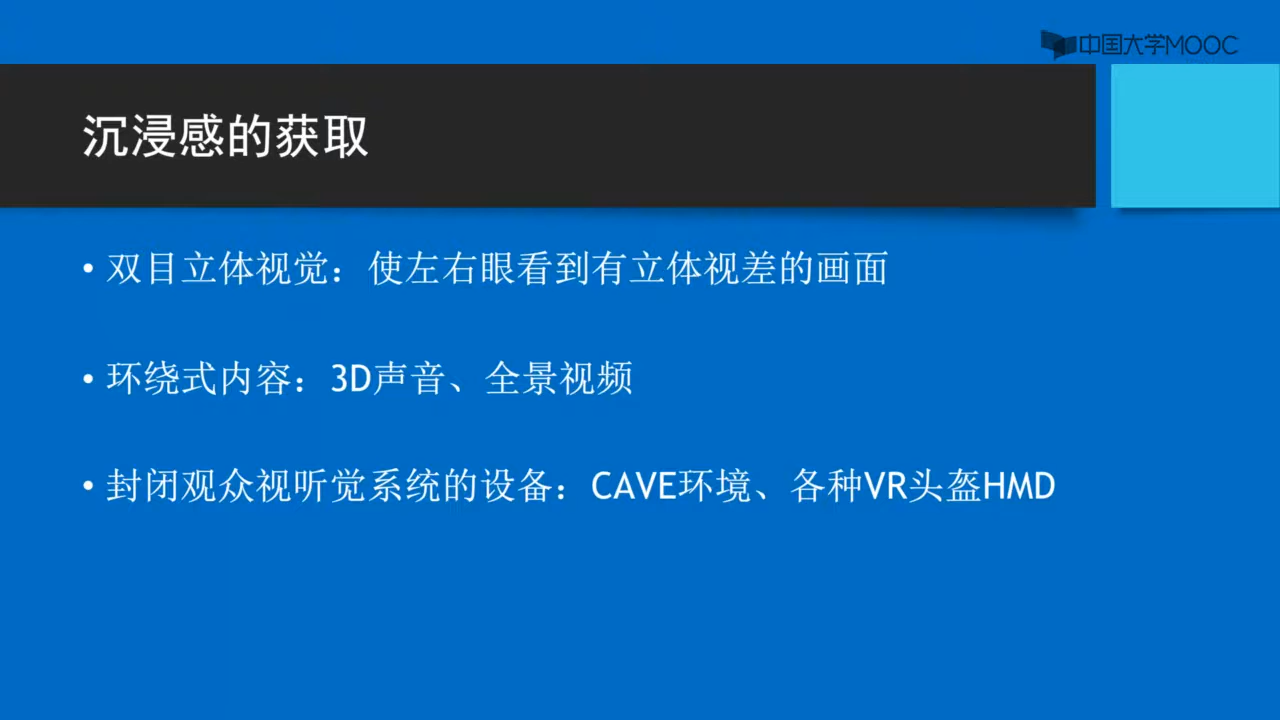 中国大学MOOC
沉浸感的获取
• 双目立体视觉：使左右眼看到有立体视差的画面
• 环绕式内容：3D声音、全景视频
• 封闭观众视听觉系统的设备：CAVE环境、各种VR头盔HMD